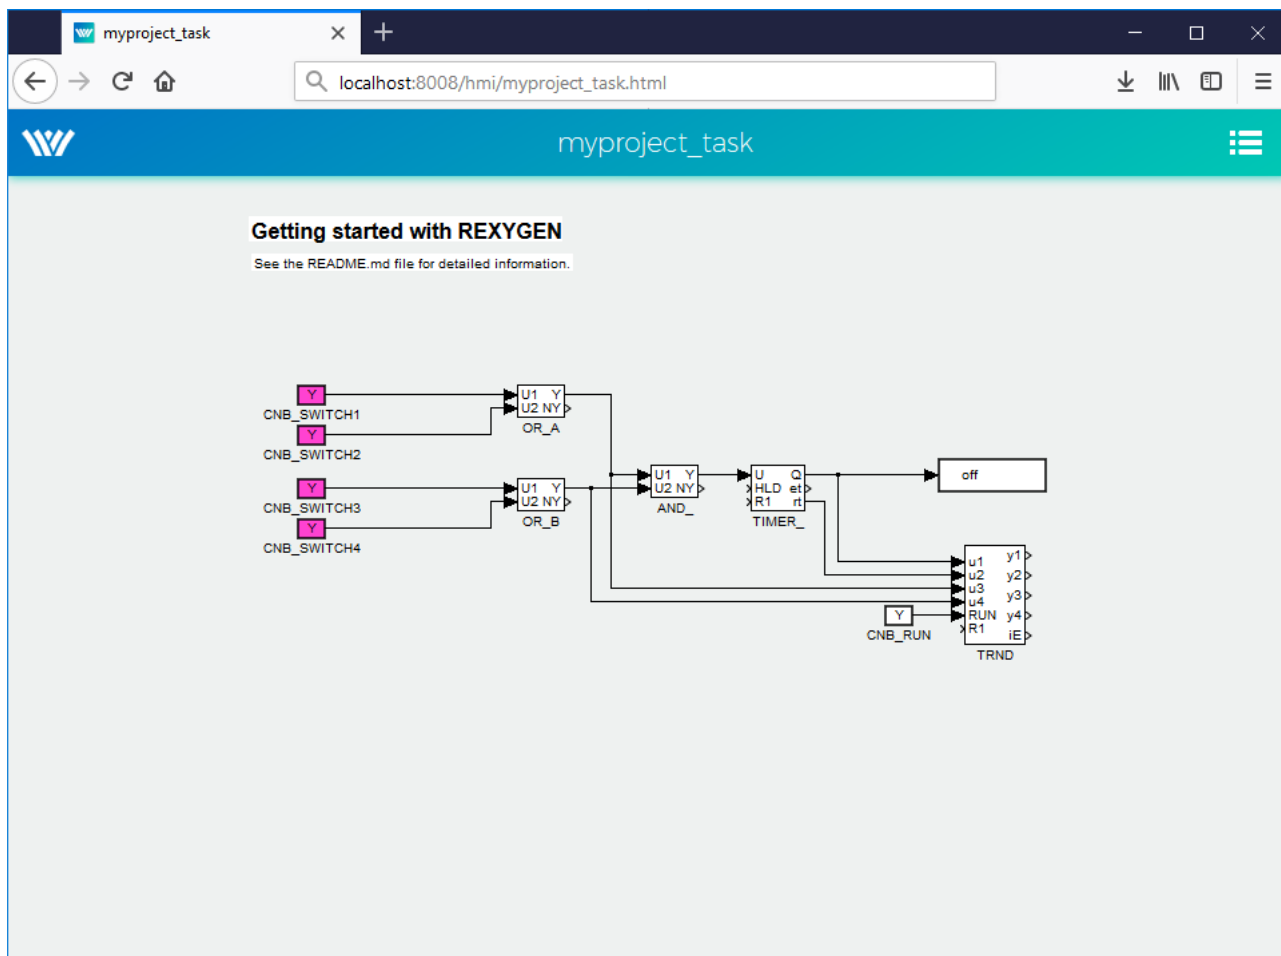 myproject_task
localhost:8008/hmi/myproject_task.html
myproject_task
Getting started with REXYGEN
See the README.md file for detailed information.
Y
CNB_SWITCH1
Y
CNB_SWITCH2
U1 Y
U2 NY
OR_A
Y
CNB_SWITCH3
Y
CNB_SWITCH4
U1 Y
U2 NY
OR_B
U1 Y
U2 NY
AND_
U Q
HLD et
R1 rt
TIMER_
off
Y
CNB_RUN
u1 y1
u2 y2
u3 y3
u4
RUN y4
R1 iE
TRND